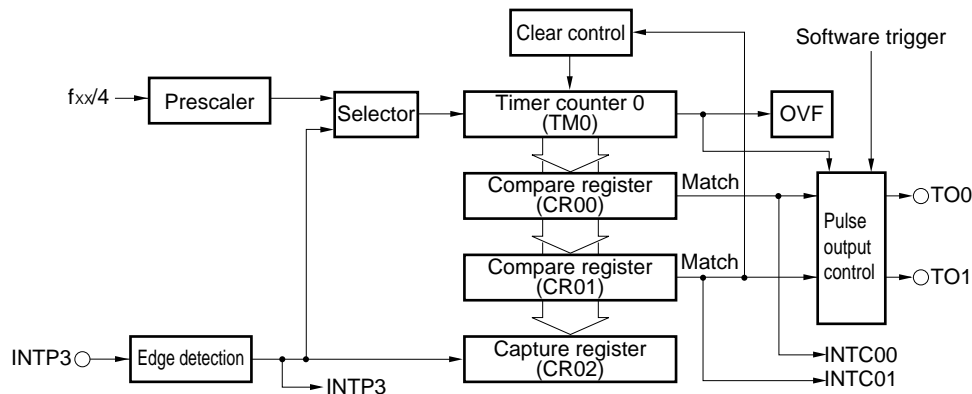 Clear control
Software trigger
fxx/4
Prescaler
Selector
Timer counter 0
(TM0)
OVF
Compare register
(CR00)
Match
Pulse
output
control
TO0
Compare register
(CR01)
Match
TO1
INTP3
Edge detection
INTP3
Capture register
(CR02)
INTC00
INTC01